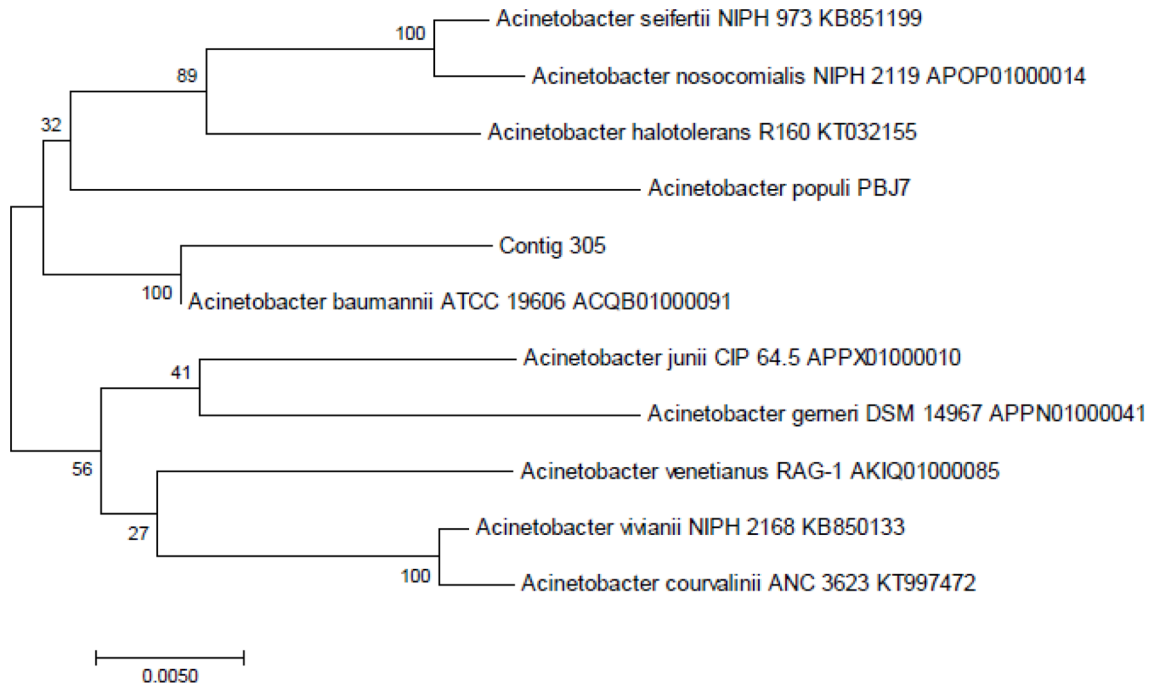 Acinetobacter seifertii NIPH 973 KB851199
100
Acinetobacter nosocomialis NIPH 2119 APOP01000014
89
Acinetobacter halotolerans R160 KT032155
32
Acinetobacter populi PBJ7
Contig 305
100
Acinetobacter baumannii ATCC 19606 ACQB01000091
Acinetobacter junii CIP 64.5 APPX01000010
41
Acinetobacter gerneri DSM 14967 APPN01000041
56
Acinetobacter venetianus RAG-1 AKIQ01000085
27
Acinetobacter vivianii NIPH 2168 KB850133
100
Acinetobacter courvalinii ANC 3623 KT997472
0.0050